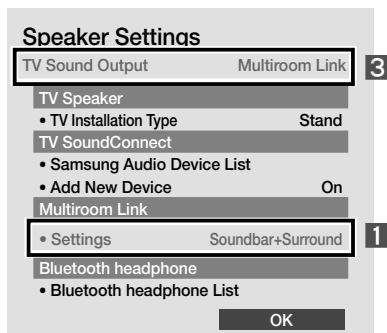 Speaker Settings
TV Sound Output Multiroom Link 3
TV Speaker
• TV Installation Type Stand
TV SoundConnect
• Samsung Audio Device List
• Add New Device On
Multiroom Link
• Settings Soundbar+Surround 1
Bluetooth headphone
• Bluetooth headphone List
OK